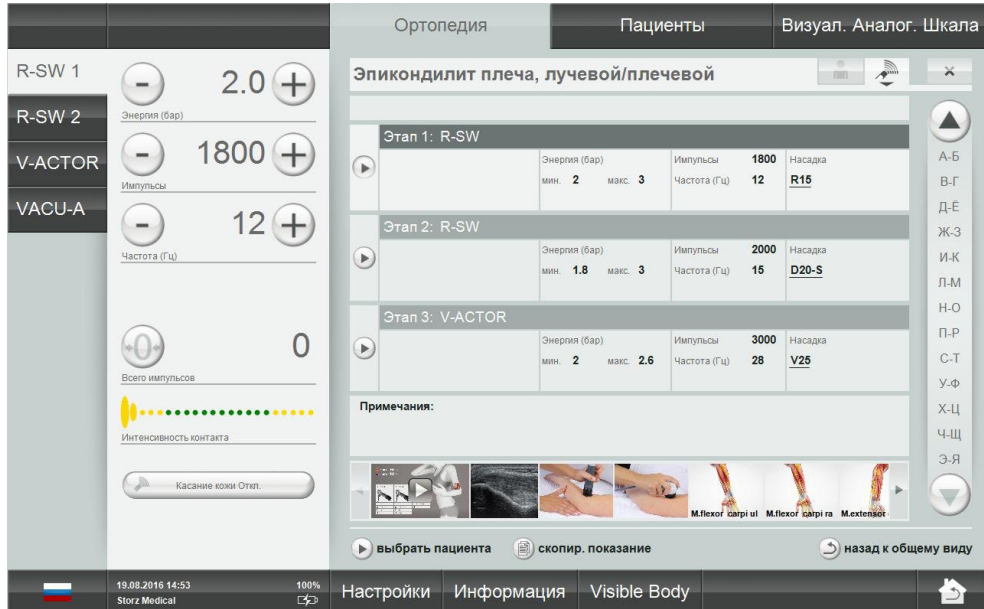 Ортопедия
Пациенты
Визуал. Аналог. Шкала
R-SW 1
R-SW 2
V-ACTOR
VACU-A
- 2.0 +
Энергия (бар)
- 1800 +
Импульсы
- 12 +
Частота (Гц)
0 0
Всего импульсов
Интенсивность контакта
Касание кожи Откл.
Эпикондилит плеча, лучевой/плечевой
Этап 1: R-SW
Энергия (бар) Импульсы 1800 Насадка
мин. 2 макс. 3 Частота (Гц) 12 R15
Этап 2: R-SW
Энергия (бар) Импульсы 2000 Насадка
мин. 1.8 макс. 3 Частота (Гц) 15 D20-S
Этап 3: V-ACTOR
Энергия (бар) Импульсы 3000 Насадка
мин. 2 макс. 2.6 Частота (Гц) 28 V25
Примечания:
M.flexor carpi ul M.flexor carpi ra M.extensor
А-Б
В-Г
Д-Ё
Ж-З
И-К
Л-М
Н-О
П-Р
С-Т
У-Ф
Х-Ц
Ч-Щ
Э-Я
выбрать пациента
скопир. показание
назад к общему виду
19.08.2016 14:53 100%
Storz Medical
Настройки
Информация
Visible Body